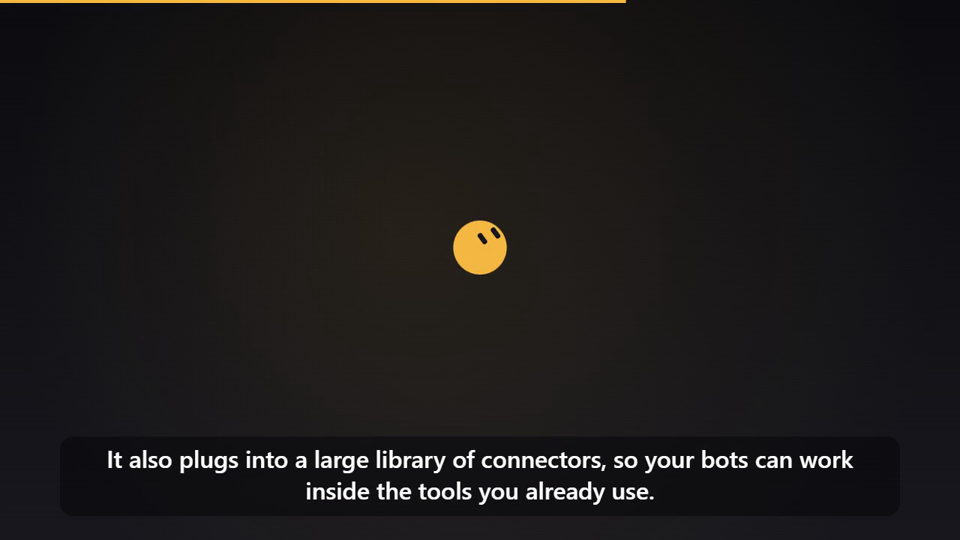 It also plugs into a large library of connectors, so your bots can work
inside the tools you already use.